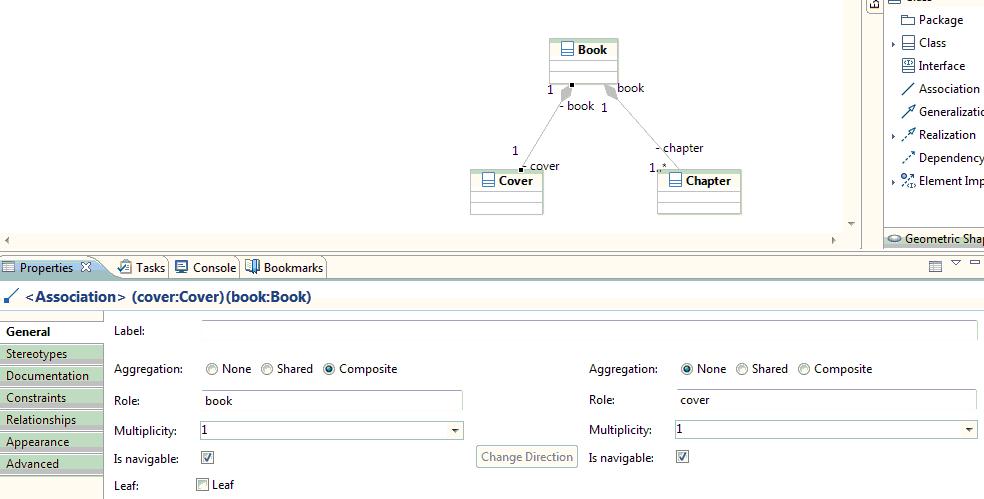 Class
Package
Class
Interface
Association
Generalizatio
Realization
Dependency
Element Imp
Geometric Shap
Book
1
- book
book
1
1
- cover
- chapter
1..*
Cover
Chapter
Properties
Tasks
Console
Bookmarks
<Association> (cover:Cover)(book:Book)
General
Stereotypes
Documentation
Constraints
Relationships
Appearance
Advanced
Label:
Aggregation: None Shared Composite
Role: book
Multiplicity: 1
Is navigable:
Leaf: Leaf
Change Direction
Aggregation: None Shared Composite
Role: cover
Multiplicity: 1
Is navigable: